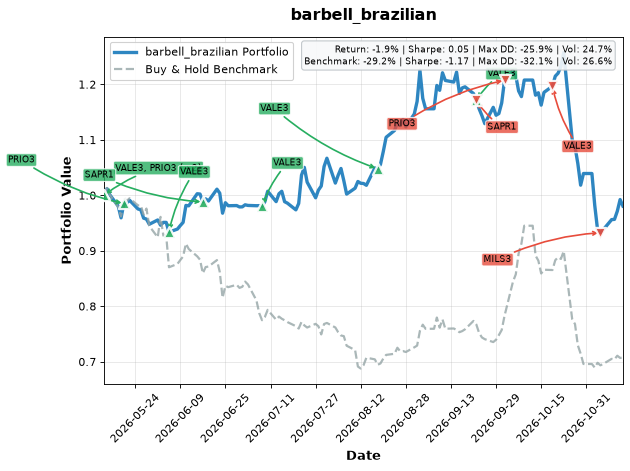 barbell_brazilian
barbell_brazilian Portfolio
Buy & Hold Benchmark
Return: -1.9% | Sharpe: 0.05 | Max DD: -25.9% | Vol: 24.7%
Benchmark: -29.2% | Sharpe: -1.17 | Max DD: -32.1% | Vol: 26.6%
VALE3
VALE3
PRIO3
SAPR1
VALE3
PRIO3
SAPR1
VALE3, PRIO3
VALE3
VALE3
MILS3
Portfolio Value
1.2
1.1
1.0
0.9
0.8
0.7
2026-05-24
2026-06-09
2026-06-25
2026-07-11
2026-07-27
2026-08-12
2026-08-28
2026-09-13
2026-09-29
2026-10-15
2026-10-31
Date